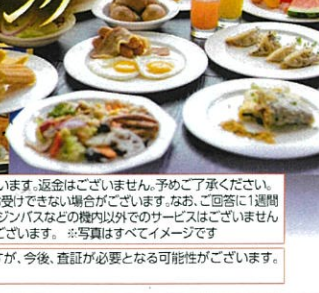 います。返金はございません。予めご了承ください。
お受けできない場合がございます。なお、ご回答に1週間
ジンバスなどの機内以外でのサービスはございません
ございます。 ※写真はすべてイメージです
すが、今後、査証が必要となる可能性がございます。